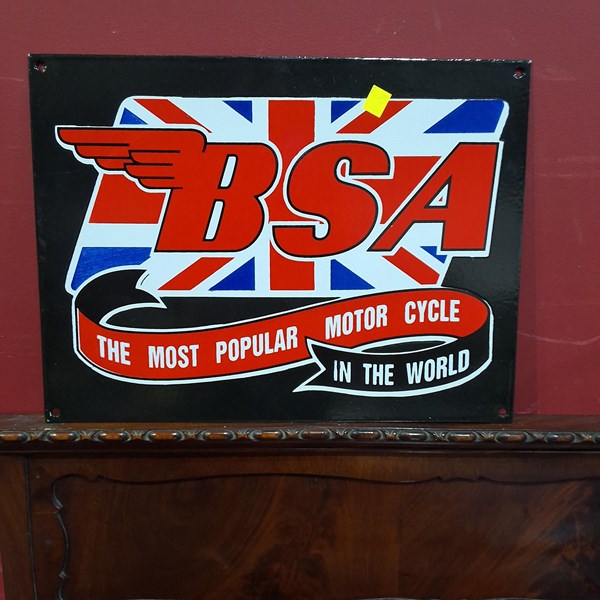 BSA
THE MOST POPULAR MOTOR CYCLE
IN THE WORLD